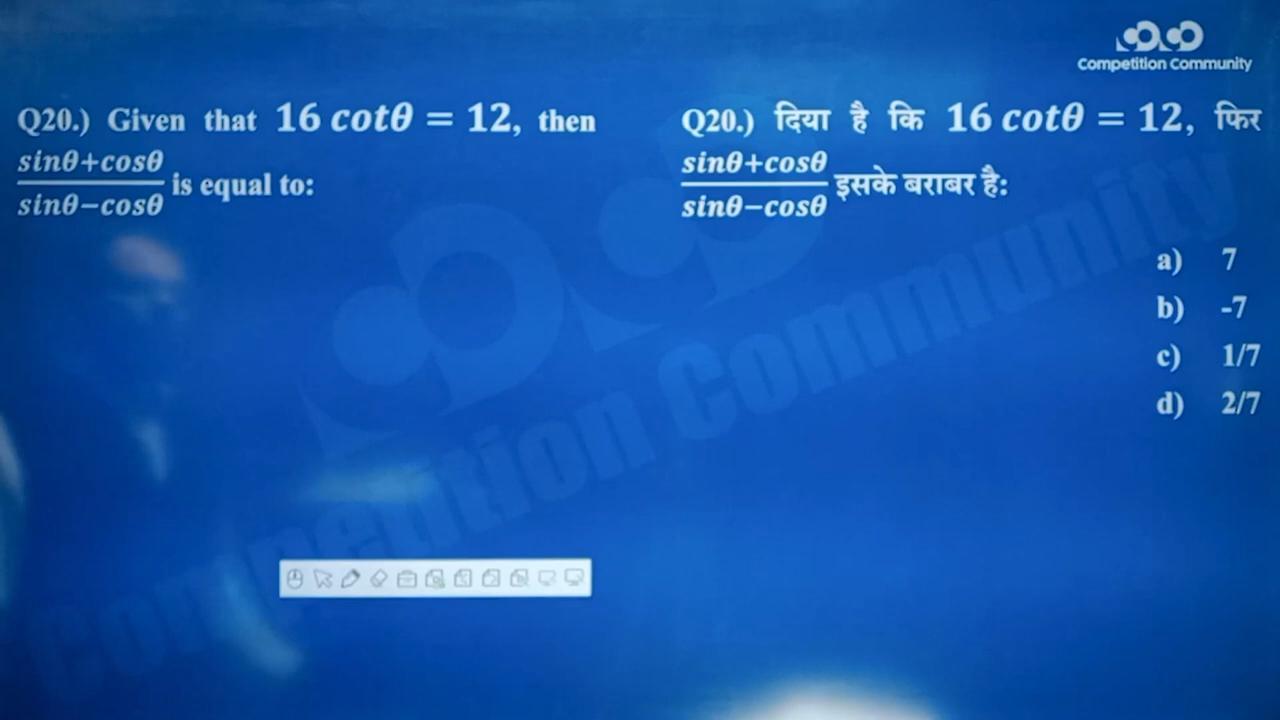 Competition Community
Q20.) Given that 16 cotθ = 12, then
sinθ+cosθ
sinθ−cosθ
is equal to:
Q20.) दिया है कि 16 cotθ = 12, फिर
sinθ+cosθ
sinθ−cosθ
इसके बराबर है:
a) 7
b) -7
c) 1/7
d) 2/7
Competition Community